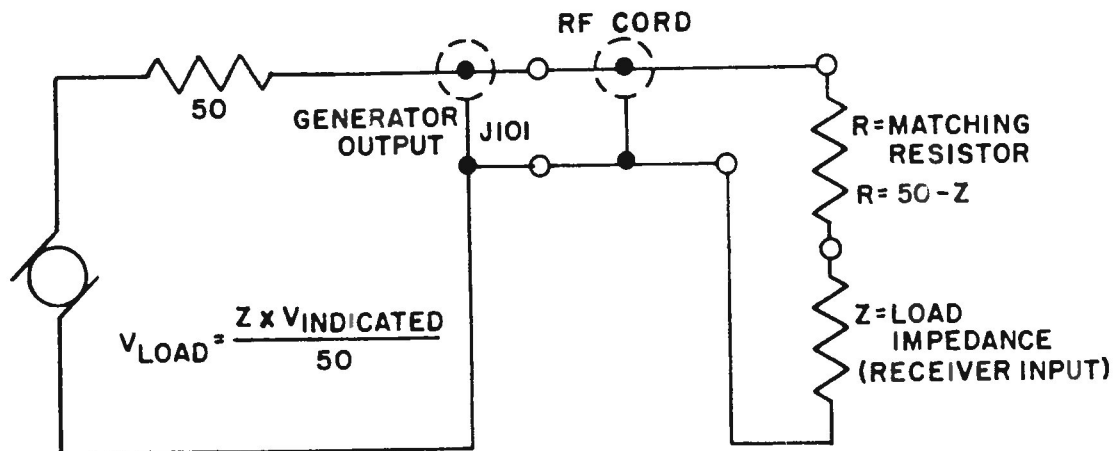 RF CORD
50
GENERATOR
OUTPUT
J101
R=MATCHING
RESISTOR
R= 50-Z
VLOAD = Z x VINDICATED
50
Z=LOAD
IMPEDANCE
(RECEIVER INPUT)